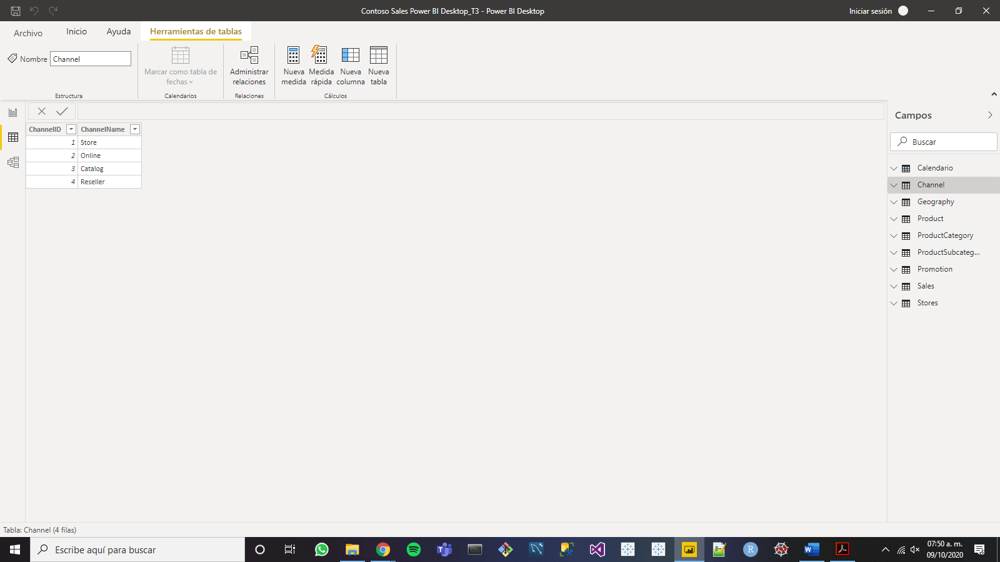 Contoso Sales Power BI Desktop_T3 - Power BI Desktop
Iniciar sesión
Archivo
Inicio
Ayuda
Herramientas de tablas
Nombre
Channel
Estructura
Marcar como tabla de
fechas
Calendarios
Administrar
relaciones
Relaciones
Nueva
medida
Medida
rápida
Nueva
columna
Nueva
tabla
Cálculos
ChannelID ChannelName
1 Store
2 Online
3 Catalog
4 Reseller
Campos
Buscar
Calendario
Channel
Geography
Product
ProductCategory
ProductSubcateg...
Promotion
Sales
Stores
Tabla: Channel (4 filas)
Escribe aquí para buscar
07:50 a. m.
09/10/2020